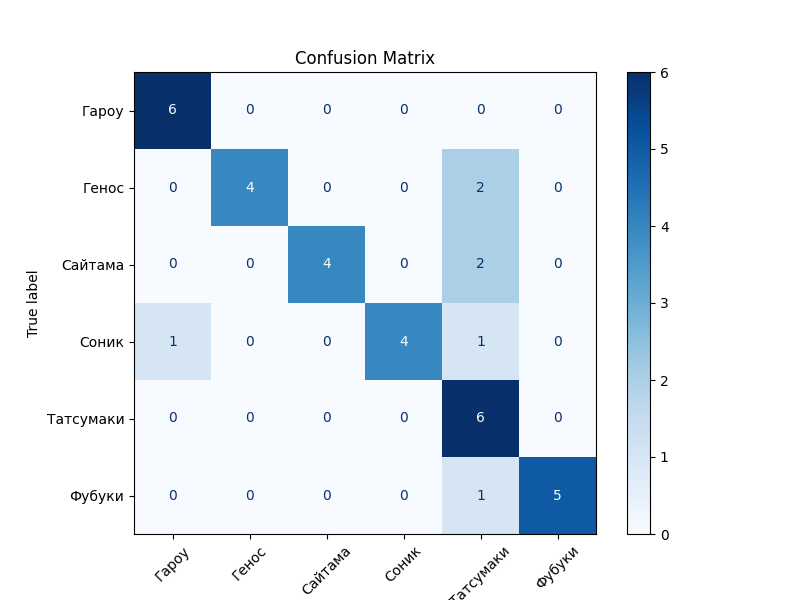 Confusion Matrix
True label
Гароу 6 0 0 0 0 0
Генос 0 4 0 0 2 0
Сайтама 0 0 4 0 2 0
Соник 1 0 0 4 1 0
Татсумаки 0 0 0 0 6 0
Фубуки 0 0 0 0 1 5
Гароу Генос Сайтама Соник Татсумаки Фубуки
6
5
4
3
2
1
0